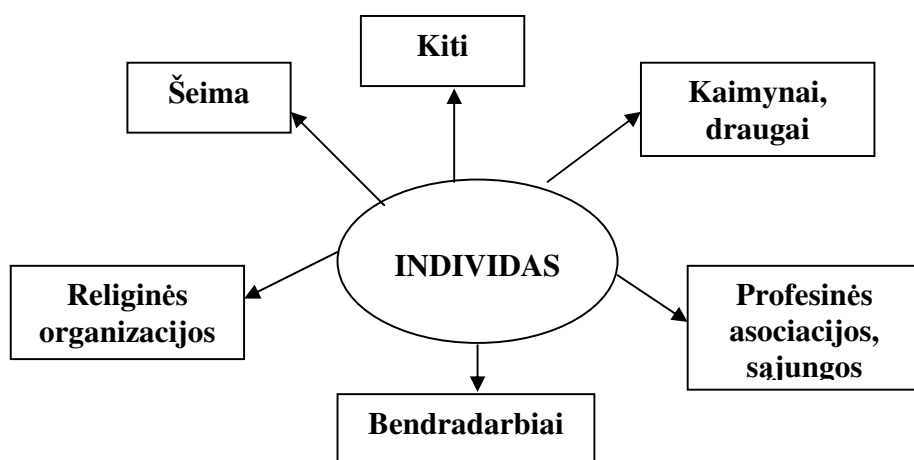 Kiti
Šeima
Kaimynai,
draugai
INDIVIDAS
Religinės
organizacijos
Profesinės
asociacijos,
sąjungos
Bendradarbiai